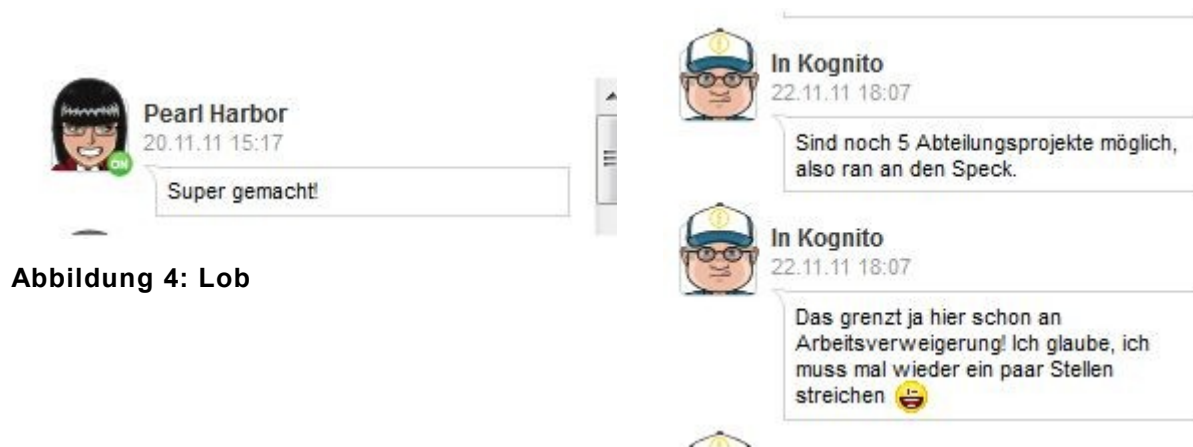 Pearl Harbor
20.11.11 15:17
ON
Super gemacht!
Abbildung 4: Lob
In Kognito
22.11.11 18:07
Sind noch 5 Abteilungsprojekte möglich,
also ran an den Speck.
In Kognito
22.11.11 18:07
Das grenzt ja hier schon an
Arbeitsverweigerung! Ich glaube, ich
muss mal wieder ein paar Stellen
streichen